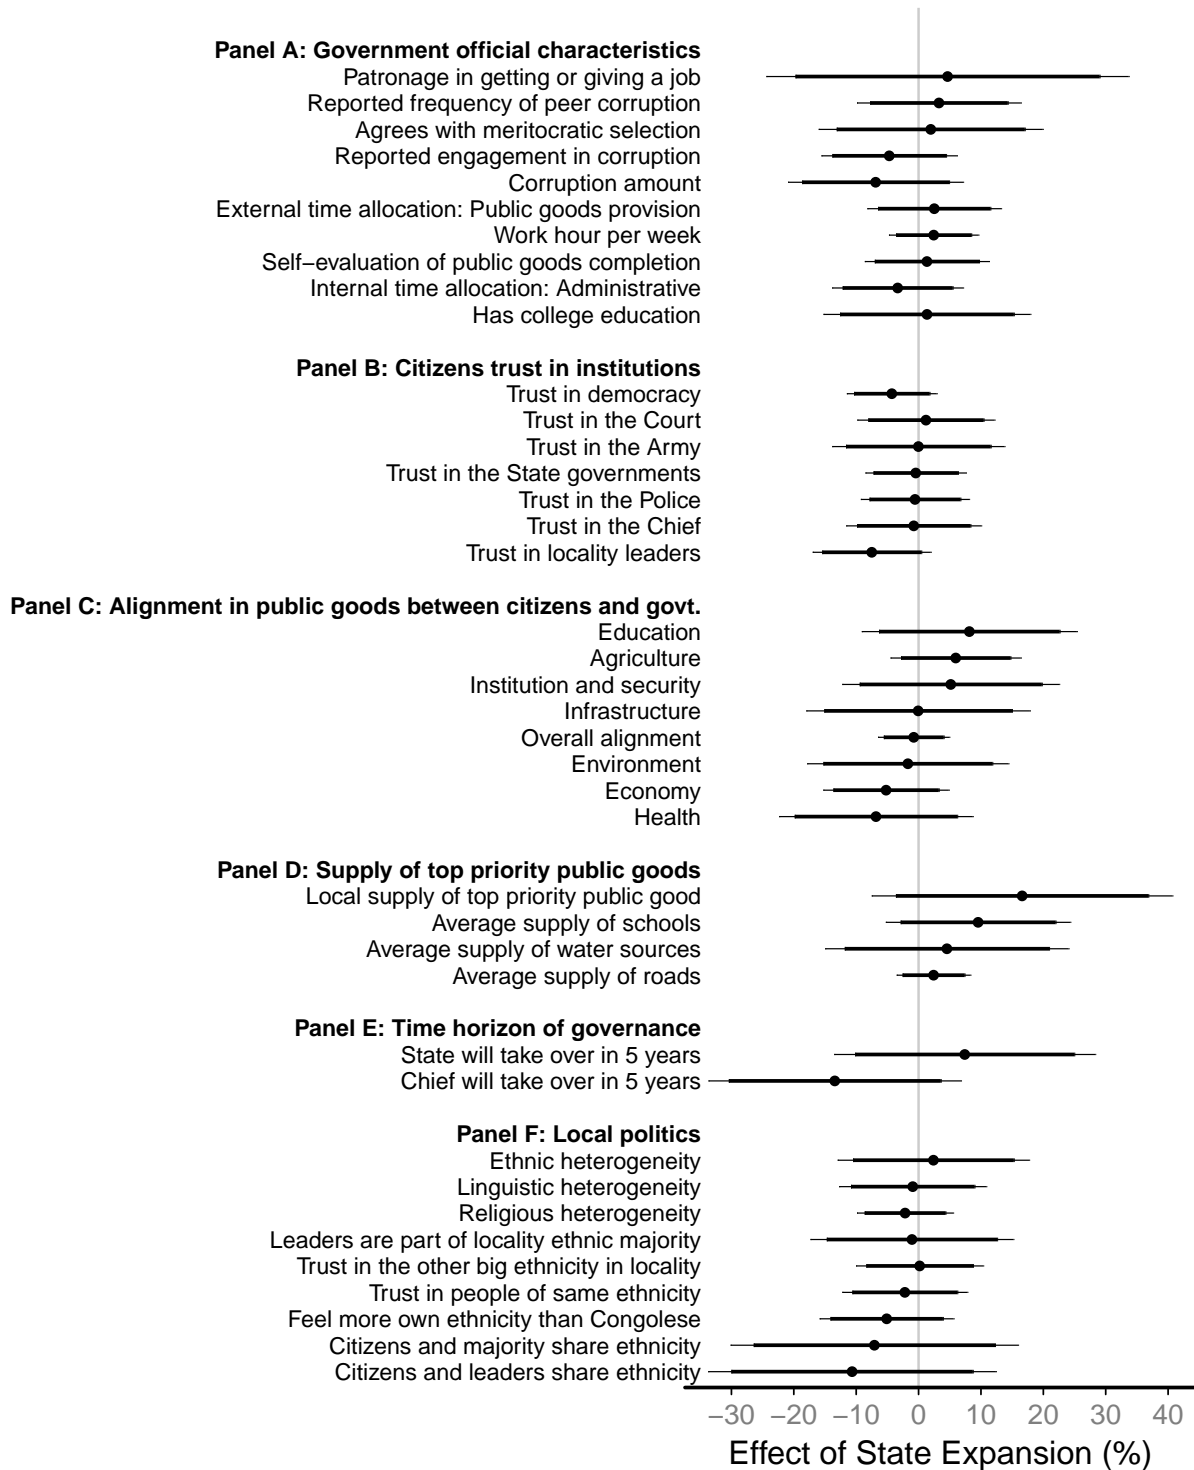 Panel A: Government official characteristics
Patronage in getting or giving a job
Reported frequency of peer corruption
Agrees with meritocratic selection
Reported engagement in corruption
Corruption amount
External time allocation: Public goods provision
Work hour per week
Self−evaluation of public goods completion
Internal time allocation: Administrative
Has college education
Panel B: Citizens trust in institutions
Trust in democracy
Trust in the Court
Trust in the Army
Trust in the State governments
Trust in the Police
Trust in the Chief
Trust in locality leaders
Panel C: Alignment in public goods between citizens and govt.
Education
Agriculture
Institution and security
Infrastructure
Overall alignment
Environment
Economy
Health
Panel D: Supply of top priority public goods
Local supply of top priority public good
Average supply of schools
Average supply of water sources
Average supply of roads
Panel E: Time horizon of governance
State will take over in 5 years
Chief will take over in 5 years
Panel F: Local politics
Ethnic heterogeneity
Linguistic heterogeneity
Religious heterogeneity
Leaders are part of locality ethnic majority
Trust in the other big ethnicity in locality
Trust in people of same ethnicity
Feel more own ethnicity than Congolese
Citizens and majority share ethnicity
Citizens and leaders share ethnicity
−30 −20 −10 0 10 20 30 40
Effect of State Expansion (%)